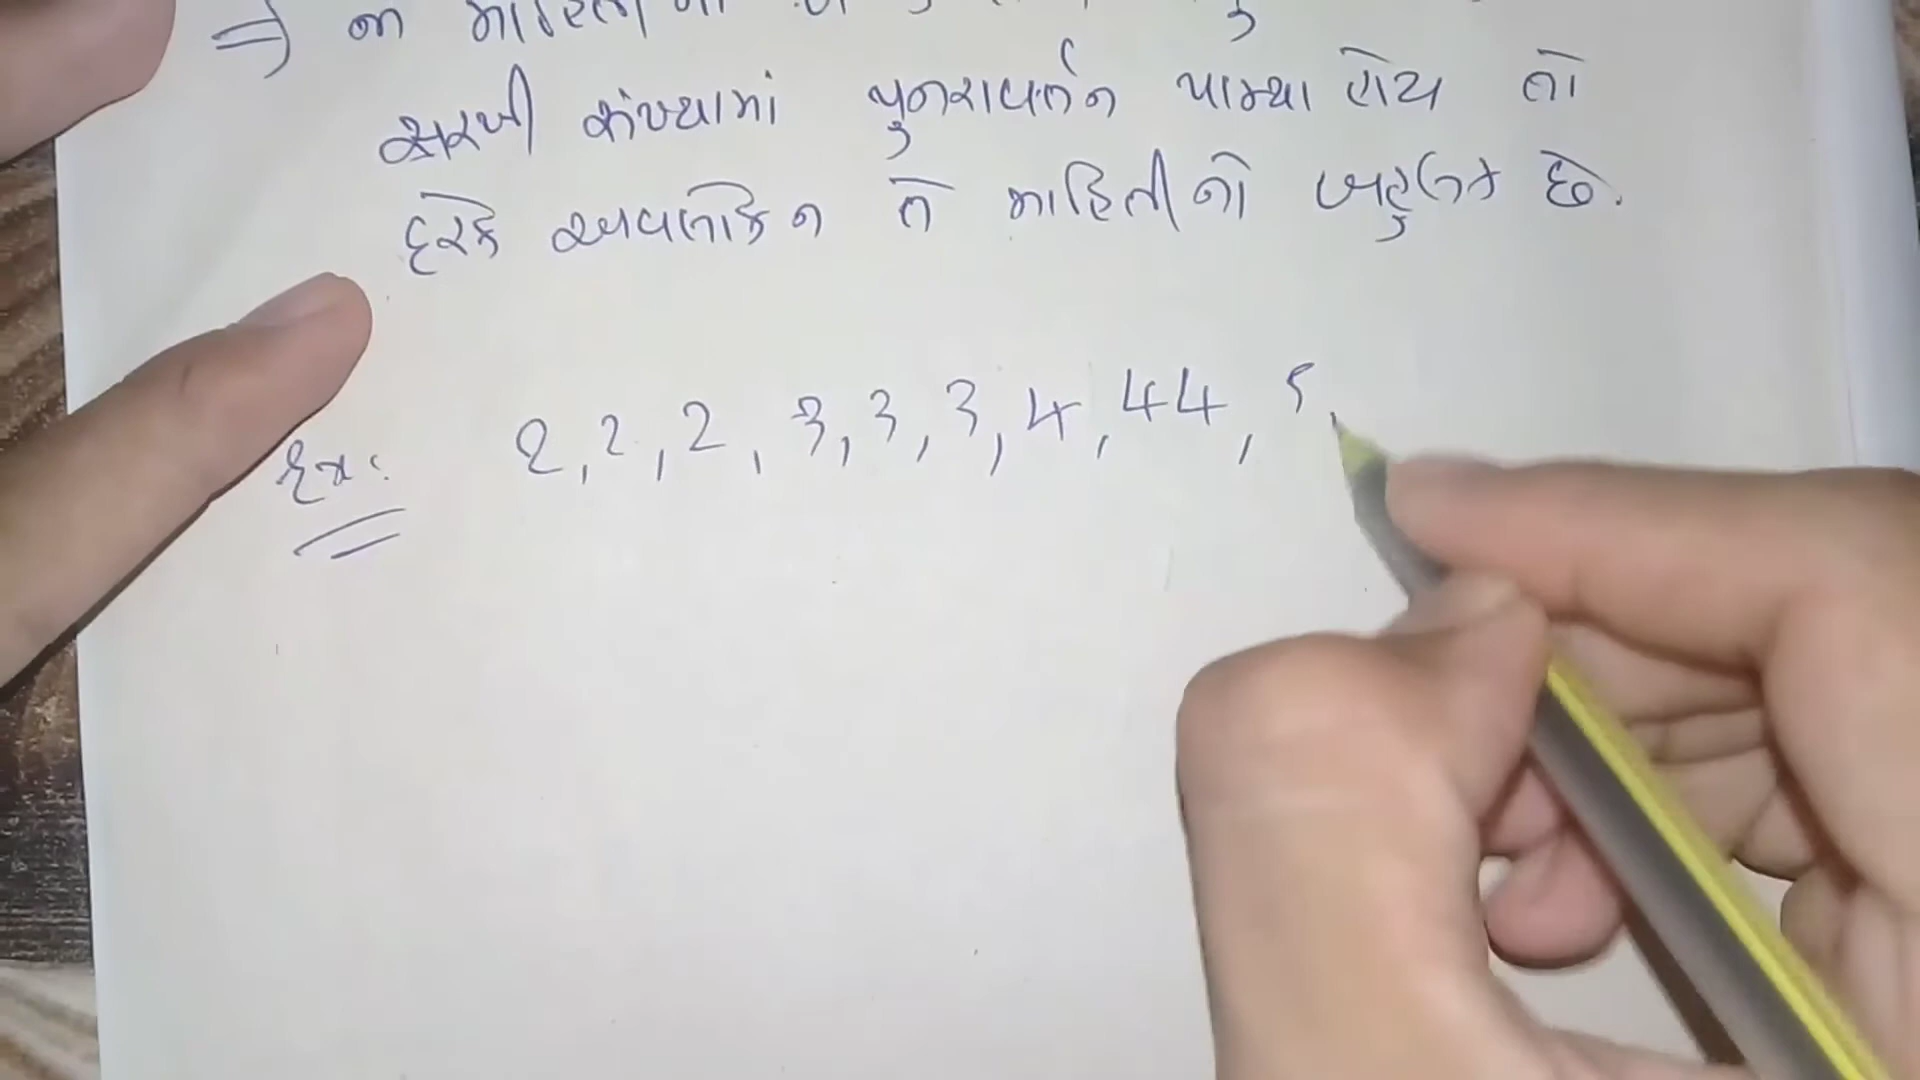 ⇒ જો માહિતીના
સરખી સંખ્યામાં પુનરાવર્તન પામ્યા હોય તો
દરેક અવલોકન તે માહિતીનો બહુલક છે.
Ex: 2, 2, 2, 3, 3, 3, 4, 44, 5,